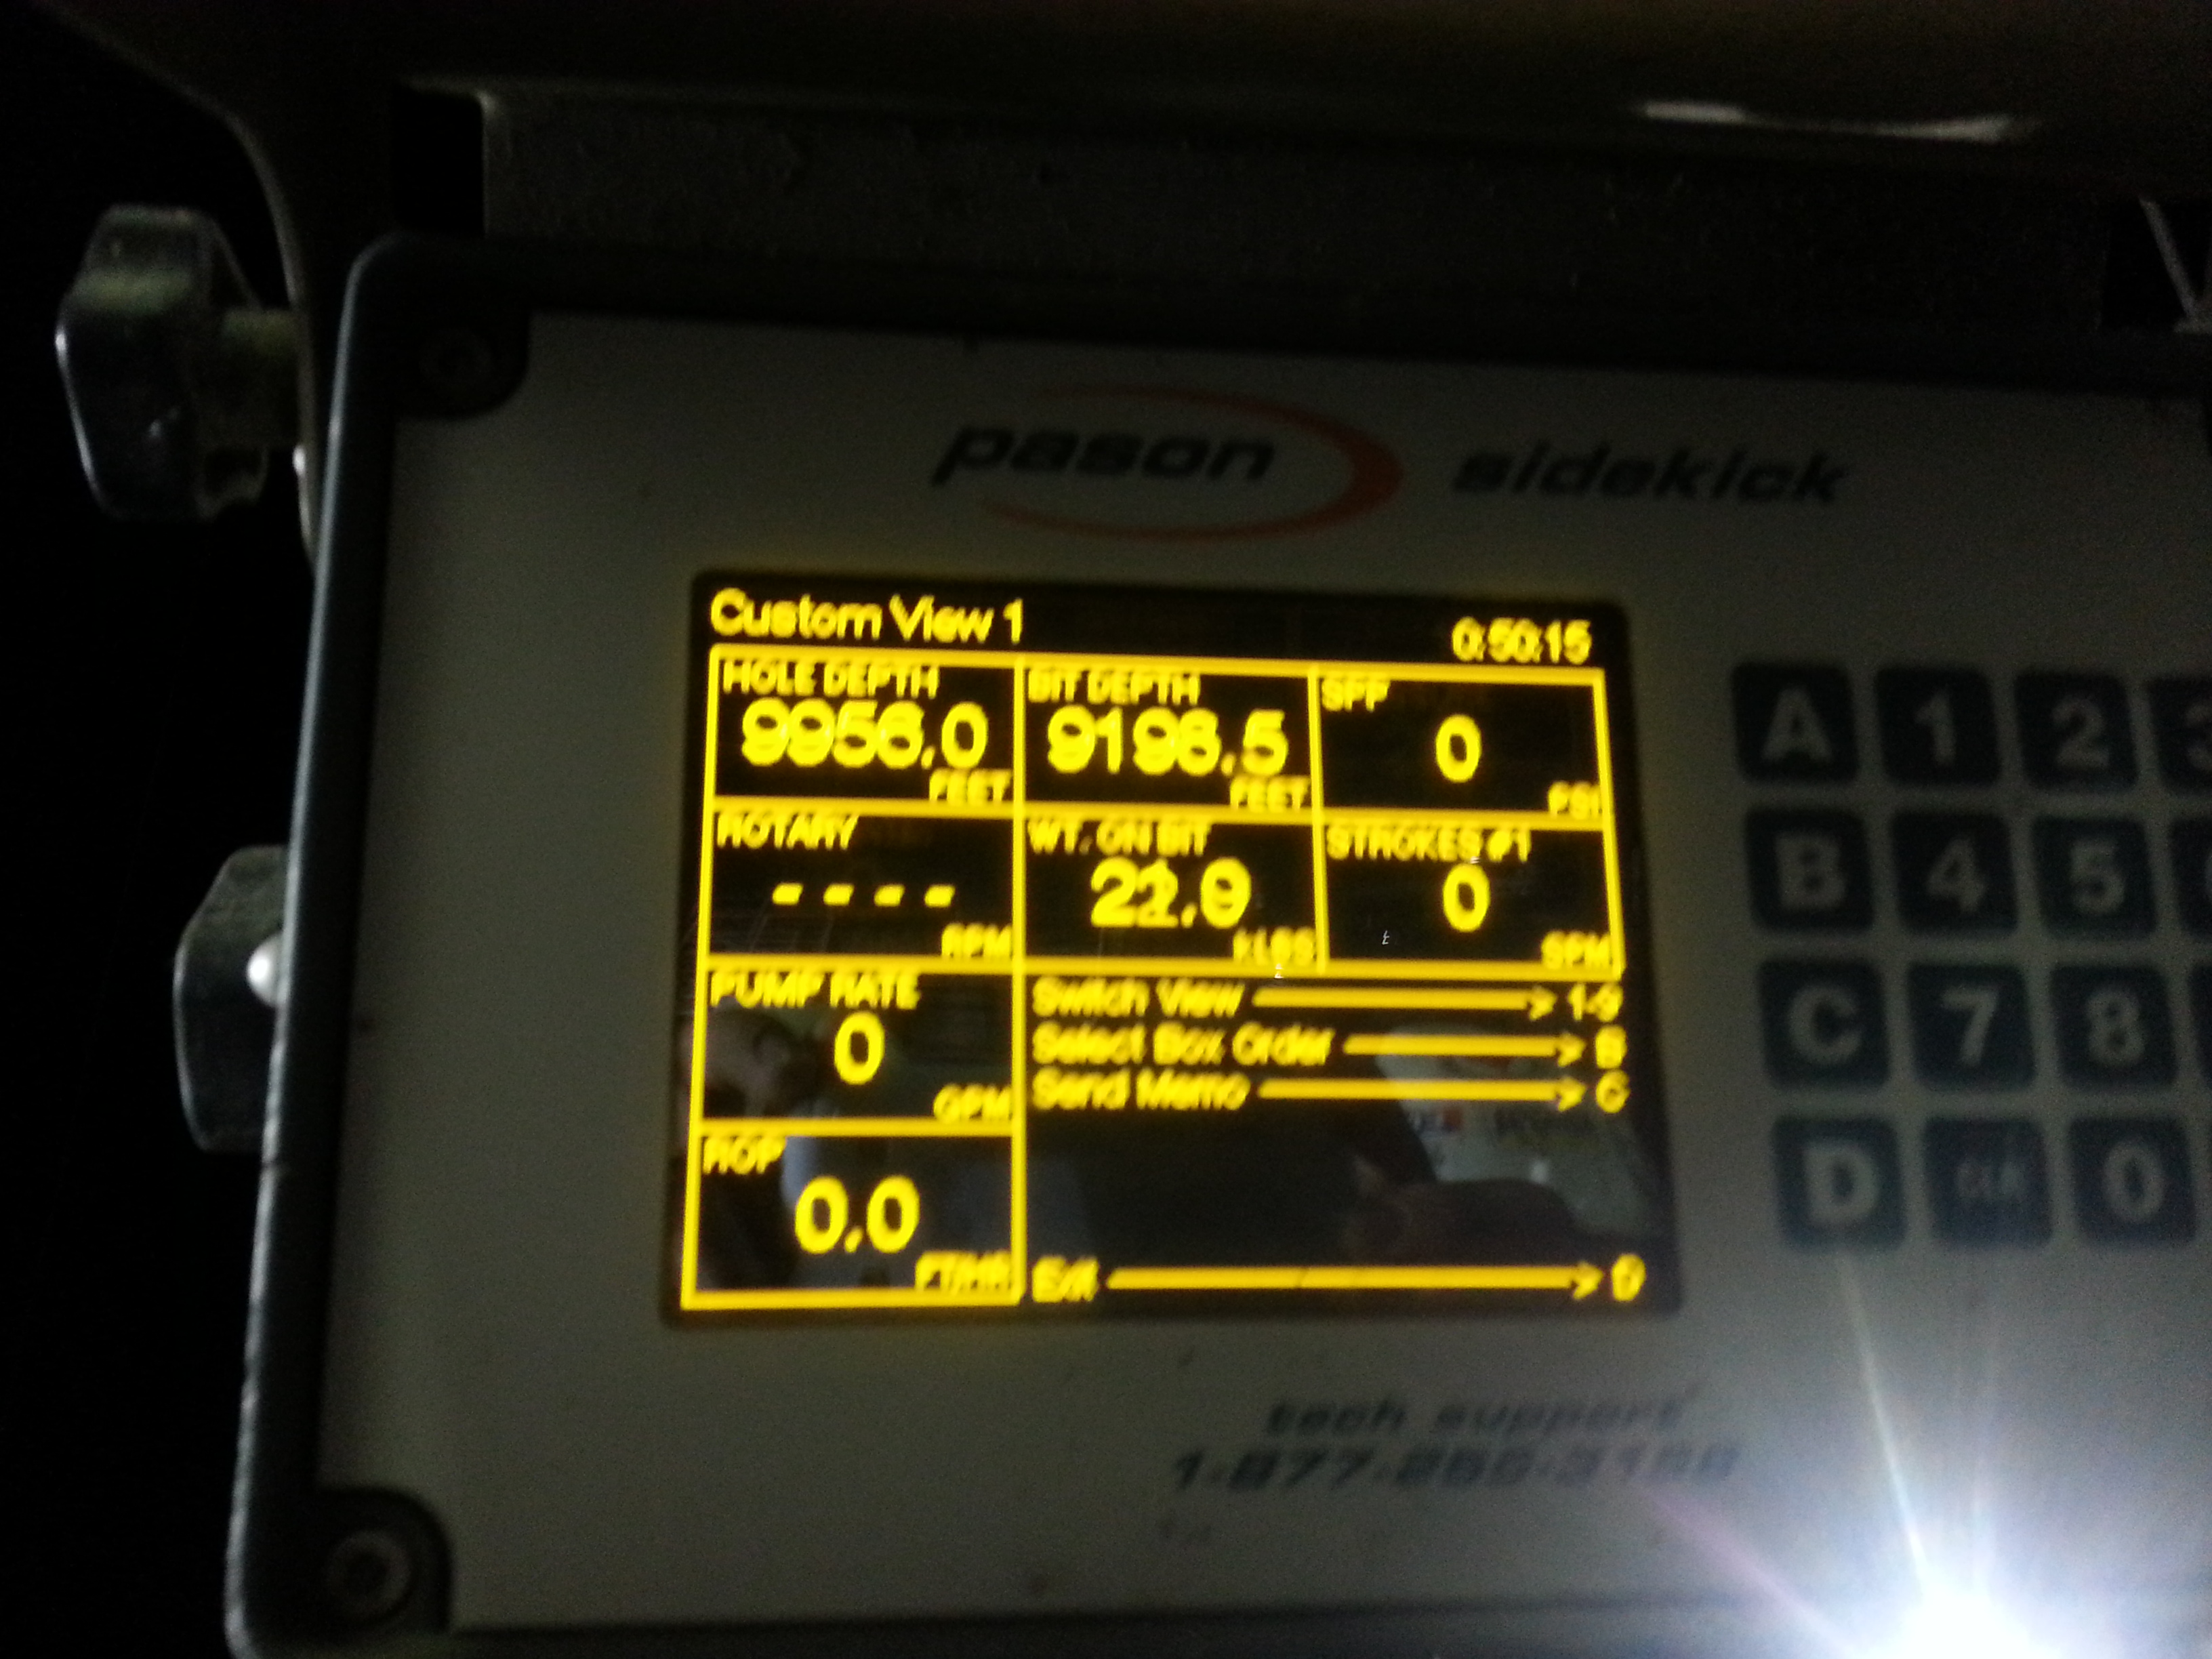 pason sidekick
Custom View 1 0:50:15
HOLE DEPTH BIT DEPTH SPP
9956.0 9198.5 0
FEET FEET PSI
ROTARY WT. ON BIT STROKES #1
---- 0
RPM KLBS SPM
PUMP RATE
0
GPM
ROP
0.0
FT/HR
Switch View 1-9
Select Box Order B
Send Memo C
Exit D
A 1 2 3
B 4 5
C 7 8
D 0
tech support